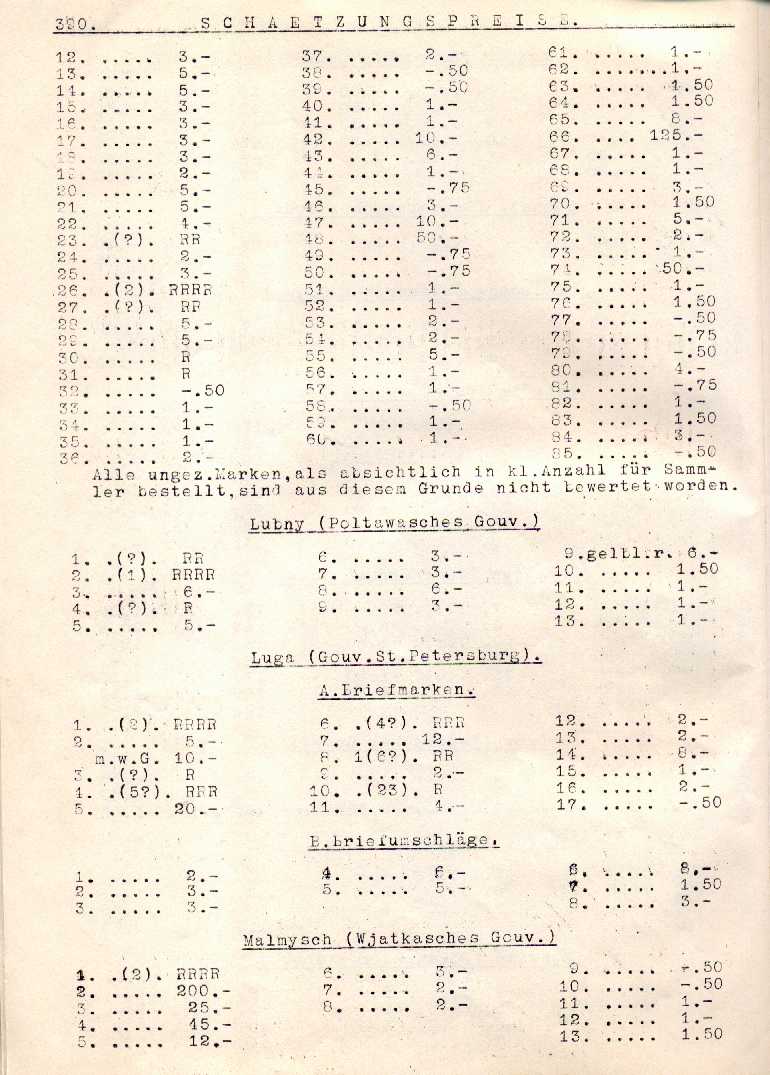 390. SCHAETZUNGSPREISE.
12. ..... 3.-
13. ..... 5.-
14. ..... 5.-
15. ..... 3.-
16. ..... 3.-
17. ..... 3.-
18. ..... 3.-
19. ..... 2.-
20. ..... 5.-
21. ..... 5.-
22. ..... 4.-
23. .(?). RR
24. ..... 2.-
25. ..... 3.-
26. .(2). RRRR
27. .(?). RR
28. ..... 5.-
29. ..... 5.-
30. ..... R
31. ..... R
32. ..... -.50
33. ..... 1.-
34. ..... 1.-
35. ..... 1.-
36. ..... 2.-
37. ..... 2.-
38. ..... -.50
39. ..... -.50
40. ..... 1.-
41. ..... 1.-
42. ..... 10.-
43. ..... 6.-
44. ..... 1.-
45. ..... -.75
46. ..... 3.-
47. ..... 10.-
48. ..... 50.-
49. ..... -.75
50. ..... -.75
51. ..... 1.-
52. ..... 1.-
53. ..... 2.-
54. ..... 2.-
55. ..... 5.-
56. ..... 1.-
57. ..... 1.-
58. ..... -.50
59. ..... 1.-
60. ..... 1.-
61. ..... 1.-
62. .......1.-
63. ..... 1.50
64. ..... 1.50
65. ..... 8.-
66. .... 125.-
67. ..... 1.-
68. ..... 1.-
69. ..... 3.-
70. ..... 1.50
71. ..... 5.-
72. ..... 2.-
73. ..... 1.-
74. ..... 50.-
75. ..... 1.-
76. ..... 1.50
77. ..... -.50
78. ..... -.75
79. ..... -.50
80. ..... 4.-
81. ..... -.75
82. ..... 1.-
83. ..... 1.50
84. ..... 3.-
85. ..... -.50
Alle ungez.Marken,als absichtlich in kl.Anzahl für Samm-
ler bestellt,sind aus diesem Grunde nicht bewertet worden.
Lubny (Poltawasches Gouv.)
1. .(?). RR
2. .(1). RRRR
3. ..... 6.-
4. .(?). R
5. ..... 5.-
6. ..... 3.-
7. ..... 3.-
8. ..... 6.-
9. ..... 3.-
9.gelbl.r. 6.-
10. ..... 1.50
11. ..... 1.-
12. ..... 1.-
13. ..... 1.-
Luga (Gouv.St.Petersburg).
A.Briefmarken.
1. .(2). RRRR
2. ..... 5.-
m.w.G. 10.-
3. .(?). R
4. .(5?). RRR
5. ..... 20.-
6. .(4?). RRR
7. ..... 12.-
8. i(6?). RR
9. ..... 2.-
10. .(23). R
11. ..... 4.-
12. ..... 2.-
13. ..... 2.-
14. ..... 8.-
15. ..... 1.-
16. ..... 2.-
17. ..... -.50
B.Briefumschläge.
1. ..... 2.-
2. ..... 3.-
3. ..... 3.-
4. ..... 6.-
5. ..... 5.-
6. ..... 8.-
7. ..... 1.50
8. ..... 3.-
Malmysch (Wjatkasches Gouv.)
1. .(2). RRRR
2. ..... 200.-
3. ..... 25.-
4. ..... 45.-
5. ..... 12.-
6. ..... 3.-
7. ..... 2.-
8. ..... 2.-
9. ..... -.50
10. ..... -.50
11. ..... 1.-
12. ..... 1.-
13. ..... 1.50